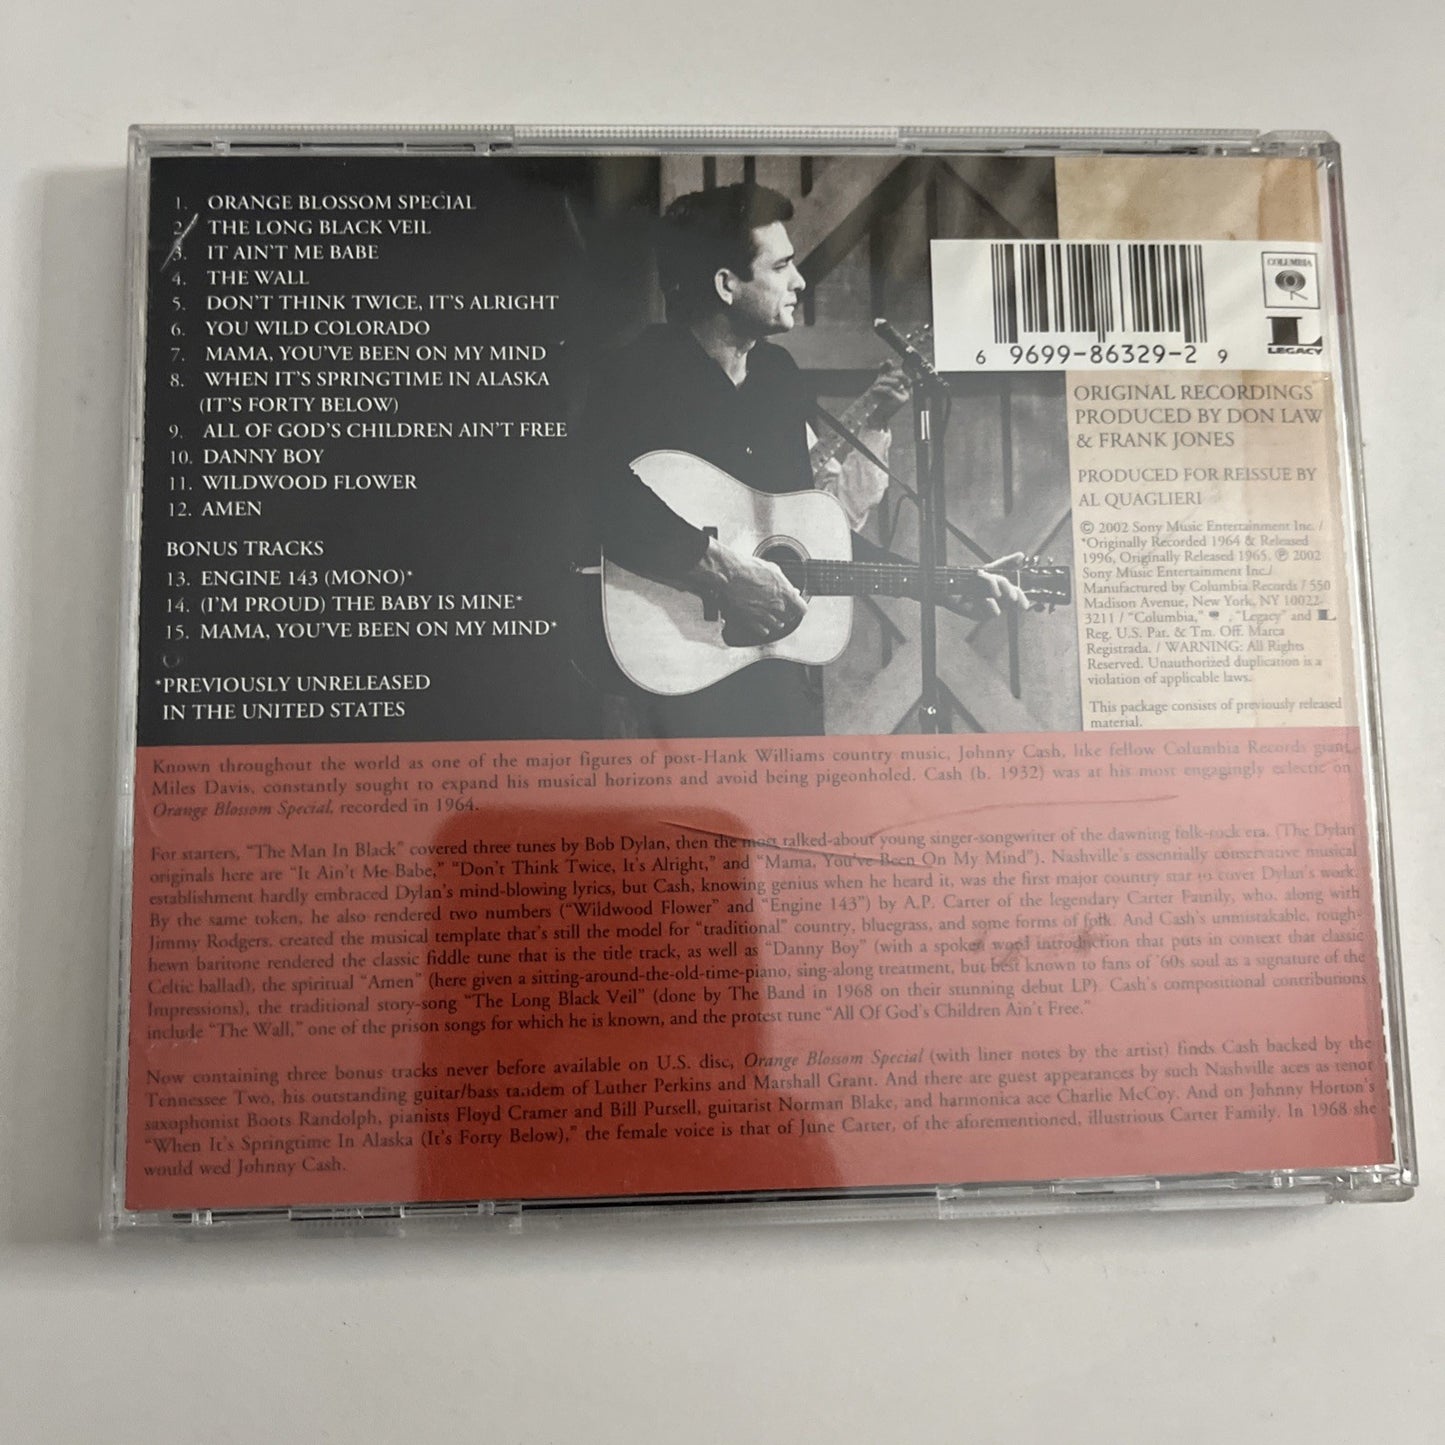 1. ORANGE BLOSSOM SPECIAL
2. THE LONG BLACK VEIL
3. IT AIN'T ME BABE
4. THE WALL
5. DON'T THINK TWICE, IT'S ALRIGHT
6. YOU WILD COLORADO
7. MAMA, YOU'VE BEEN ON MY MIND
8. WHEN IT'S SPRINGTIME IN ALASKA
(IT'S FORTY BELOW)
9. ALL OF GOD'S CHILDREN AIN'T FREE
10. DANNY BOY
11. WILDWOOD FLOWER
12. AMEN
BONUS TRACKS
13. ENGINE 143 (MONO)*
14. (I'M PROUD) THE BABY IS MINE*
15. MAMA, YOU'VE BEEN ON MY MIND*
*PREVIOUSLY UNRELEASED
IN THE UNITED STATES
6 9699-86329-2 9
COLUMBIA
L
LEGACY
ORIGINAL RECORDINGS
PRODUCED BY DON LAW
& FRANK JONES
PRODUCED FOR REISSUE BY
AL QUAGLIERI
© 2002 Sony Music Entertainment Inc. /
*Originally Recorded 1964 & Released
1996, Originally Released 1965. ℗ 2002
Sony Music Entertainment Inc./
Manufactured by Columbia Records / 550
Madison Avenue, New York, NY 10022-
3211 / "Columbia," , "Legacy" and L
Reg. U.S. Pat. & Tm. Off. Marca
Registrada. / WARNING: All Rights
Reserved. Unauthorized duplication is a
violation of applicable laws.
This package consists of previously released
material.
Known throughout the world as one of the major figures of post-Hank Williams country music, Johnny Cash, like fellow Columbia Records giant
Miles Davis, constantly sought to expand his musical horizons and avoid being pigeonholed. Cash (b. 1932) was at his most engagingly eclectic on
Orange Blossom Special, recorded in 1964.
For starters, "The Man In Black" covered three tunes by Bob Dylan, then the most talked-about young singer-songwriter of the dawning folk-rock era. (The Dylan
originals here are "It Ain't Me Babe," "Don't Think Twice, It's Alright," and "Mama, You've Been On My Mind"). Nashville's essentially conservative musical
establishment hardly embraced Dylan's mind-blowing lyrics, but Cash, knowing genius when he heard it, was the first major country star to cover Dylan's work.
By the same token, he also rendered two numbers ("Wildwood Flower" and "Engine 143") by A.P. Carter of the legendary Carter Family, who, along with
Jimmy Rodgers, created the musical template that's still the model for "traditional" country, bluegrass, and some forms of folk. And Cash's unmistakable, rough-
hewn baritone rendered the classic fiddle tune that is the title track, as well as "Danny Boy" (with a spoken word introduction that puts in context that classic
Celtic ballad), the spiritual "Amen" (here given a sitting-around-the-old-time-piano, sing-along treatment, but best known to fans of '60s soul as a signature of the
Impressions), the traditional story-song "The Long Black Veil" (done by The Band in 1968 on their stunning debut LP). Cash's compositional contributions
include "The Wall," one of the prison songs for which he is known, and the protest tune "All Of God's Children Ain't Free."
Now containing three bonus tracks never before available on U.S. disc, Orange Blossom Special (with liner notes by the artist) finds Cash backed by the
Tennessee Two, his outstanding guitar/bass tandem of Luther Perkins and Marshall Grant. And there are guest appearances by such Nashville aces as tenor
saxophonist Boots Randolph, pianists Floyd Cramer and Bill Pursell, guitarist Norman Blake, and harmonica ace Charlie McCoy. And on Johnny Horton's
"When It's Springtime In Alaska (It's Forty Below)," the female voice is that of June Carter, of the aforementioned, illustrious Carter Family. In 1968 she
would wed Johnny Cash.